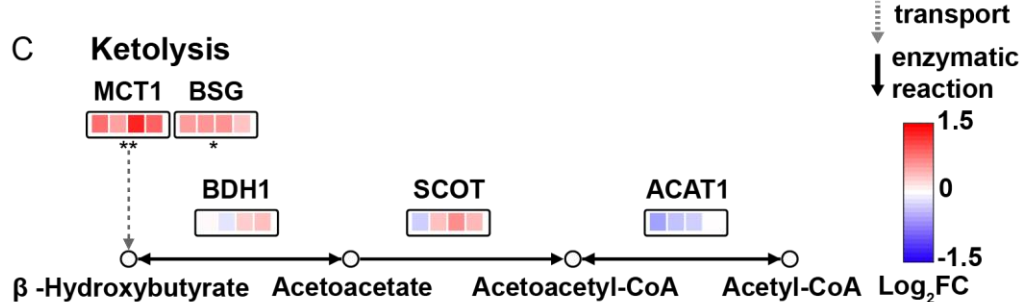 transport
C Ketolysis
enzymatic
reaction
MCT1 BSG
** *
1.5
BDH1 SCOT ACAT1
0
-1.5
β -Hydroxybutyrate Acetoacetate Acetoacetyl-CoA Acetyl-CoA Log₂FC